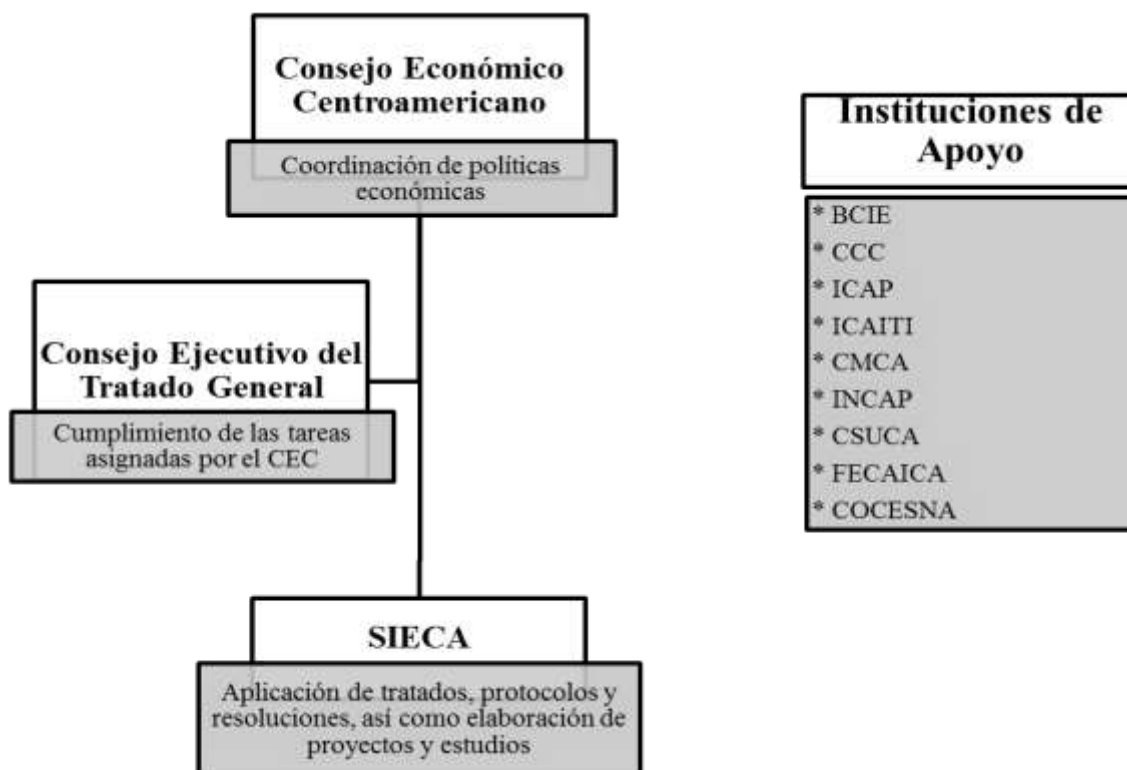 Consejo Económico
Centroamericano
Coordinación de políticas
económicas
Consejo Ejecutivo del
Tratado General
Cumplimiento de las tareas
asignadas por el CEC
SIECA
Aplicación de tratados, protocolos y
resoluciones, así como elaboración de
proyectos y estudios
Instituciones de
Apoyo
* BCIE
* CCC
* ICAP
* ICAITI
* CMCA
* INCAP
* CSUCA
* FECAICA
* COCESNA